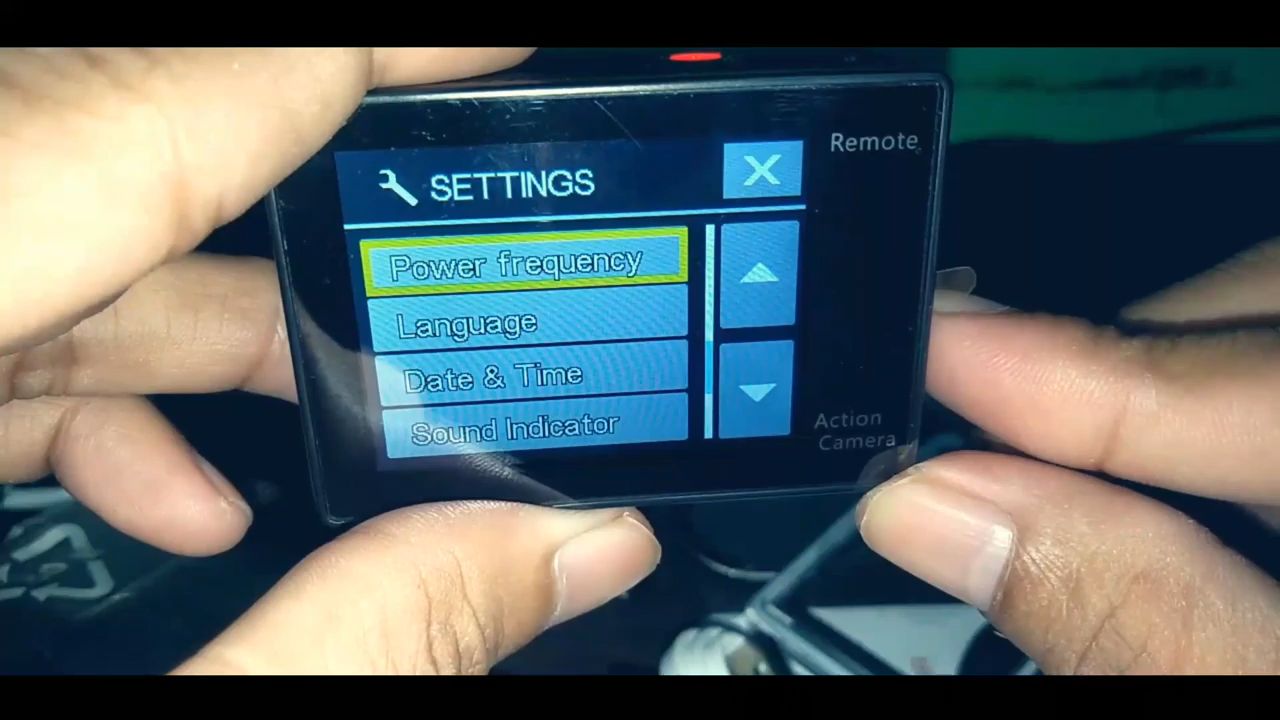 Remote
SETTINGS
X
Power frequency
Language
Date & Time
Sound Indicator
Action
Camera